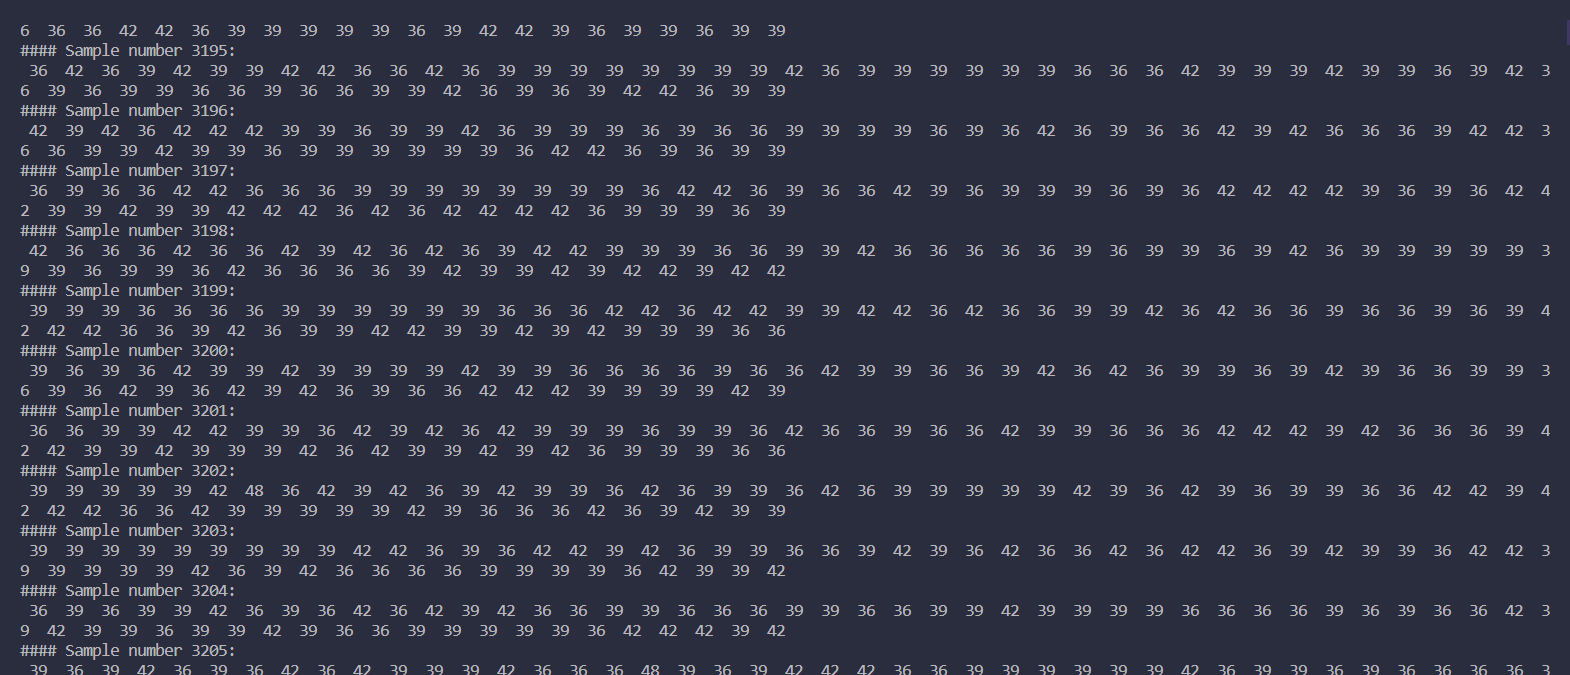 6  36  36  42  42  36  39  39  39  39  39  36  39  42  42  39  36  39  39  36  39  39
#### Sample number 3195:
 36  42  36  39  42  39  39  42  42  36  36  42  36  39  39  39  39  39  39  39  39  42  36  39  39  39  39  39  39  36  36  36  42  39  39  39  42  39  39  36  39  42  3
6  39  36  39  39  36  36  39  36  36  39  39  42  36  39  36  39  42  42  36  39  39
#### Sample number 3196:
 42  39  42  36  42  42  42  39  39  36  39  39  42  36  39  39  39  36  39  36  36  39  39  39  39  36  39  36  42  36  39  36  36  42  39  42  36  36  36  39  42  42  3
6  36  39  39  42  39  39  36  39  39  39  39  39  39  36  42  42  36  39  36  39  39
#### Sample number 3197:
 36  39  36  36  42  42  36  36  36  39  39  39  39  39  39  39  39  36  42  42  36  39  36  36  42  39  36  39  39  39  36  39  36  42  42  42  42  39  36  39  36  42  4
2  39  39  42  39  39  42  42  42  36  42  36  42  42  42  42  36  39  39  39  36  39
#### Sample number 3198:
 42  36  36  36  42  36  36  42  39  42  36  42  36  39  42  42  39  39  39  36  36  39  39  42  36  36  36  36  36  39  36  39  39  36  39  42  36  39  39  39  39  39  3
9  39  36  39  39  36  42  36  36  36  36  39  42  39  39  42  39  42  42  39  42  42
#### Sample number 3199:
 39  39  39  36  36  36  36  39  39  39  39  39  39  36  36  36  42  42  36  42  42  39  39  42  42  36  42  36  36  39  39  42  36  42  36  36  39  36  36  39  36  39  4
2  42  42  36  36  39  42  36  39  39  42  42  39  39  42  39  42  39  39  39  36  36
#### Sample number 3200:
 39  36  39  36  42  39  39  42  39  39  39  39  42  39  39  36  36  36  36  39  36  36  42  39  39  36  36  39  42  36  42  36  39  39  36  39  42  39  36  36  39  39  3
6  39  36  42  39  36  42  39  42  36  39  36  36  42  42  42  39  39  39  39  42  39
#### Sample number 3201:
 36  36  39  39  42  42  39  39  36  42  39  42  36  42  39  39  39  36  39  39  36  42  36  36  39  36  36  42  39  39  36  36  36  42  42  42  39  42  36  36  36  39  4
2  42  39  39  42  39  39  39  42  36  42  39  39  42  39  42  36  39  39  39  36  36
#### Sample number 3202:
 39  39  39  39  39  42  48  36  42  39  42  36  39  42  39  39  36  42  36  39  39  36  42  36  39  39  39  39  39  42  39  36  42  39  36  39  39  36  36  42  42  39  4
2  42  42  36  36  42  39  39  39  39  39  42  39  36  36  36  42  36  39  42  39  39
#### Sample number 3203:
 39  39  39  39  39  39  39  39  39  42  42  36  39  36  42  42  39  42  36  39  39  36  36  39  42  39  36  42  36  36  42  36  42  42  36  36  39  42  39  39  36  42  42  3
9  39  39  39  39  42  36  39  42  36  36  36  36  39  39  39  39  36  42  39  39  42
#### Sample number 3204:
 36  39  36  39  39  42  36  39  36  42  36  42  39  42  36  36  39  39  36  36  36  39  39  36  36  39  39  42  39  39  39  39  36  36  36  36  39  36  39  36  36  42  3
9  42  39  39  36  39  39  42  39  36  36  39  39  39  39  39  36  42  42  42  39  42
#### Sample number 3205:
 39  36  39  42  36  39  36  42  36  42  39  39  39  42  36  36  36  48  39  36  39  42  42  42  36  36  39  39  39  39  39  39  42  36  39  39  36  39  36  36  36  36  3